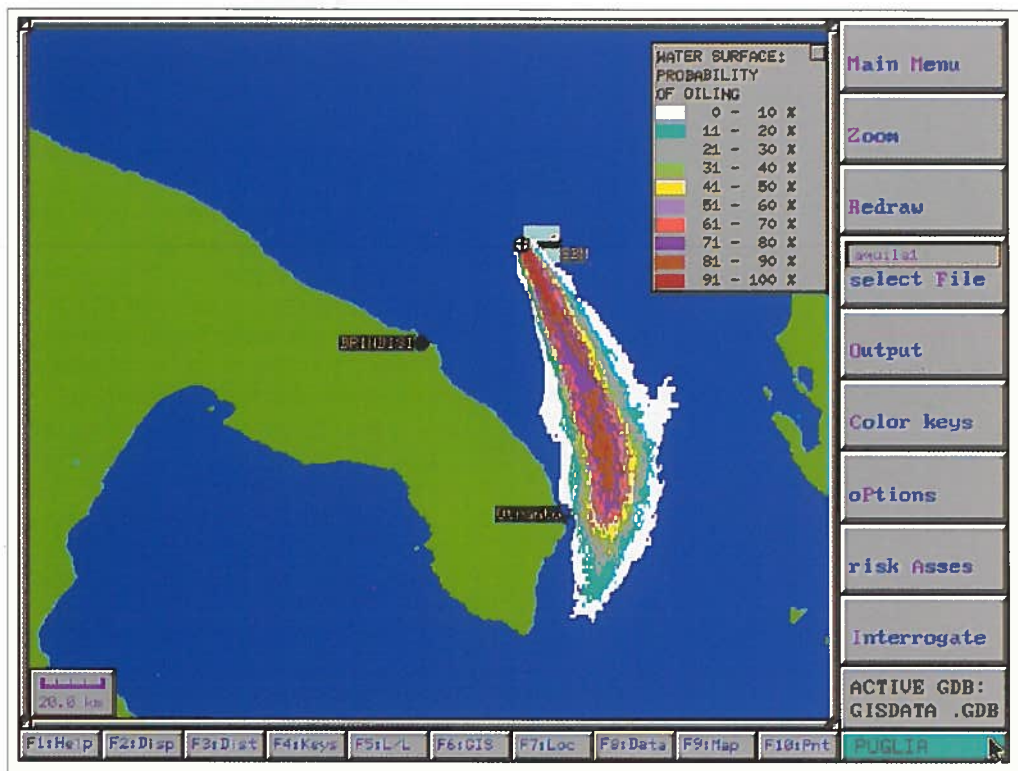 WATER SURFACE:
PROBABILITY
OF OILING
0 - 10 %
11 - 20 %
21 - 30 %
31 - 40 %
41 - 50 %
51 - 60 %
61 - 70 %
71 - 80 %
81 - 90 %
91 - 100 %
BRINDISI
20.0 km
Main Menu
Zoom
Redraw
aquila1
select File
Output
Color keys
oPtions
risk Asses
Interrogate
ACTIVE GDB:
GISDATA .GDB
F1:Help F2:Disp F3:Dist F4:Keys F5:L/L F6:GIS F7:Loc F8:Data F9:Map F10:Pnt PUGLIA